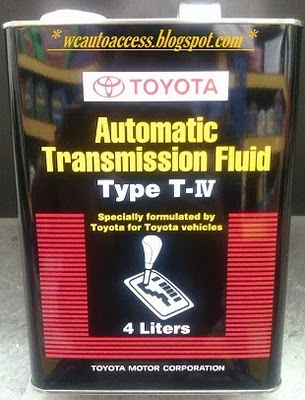 * wcautoaccess.blogspot.com *
TOYOTA
Automatic
Transmission Fluid
Type T-IV
Specially formulated by
Toyota for Toyota vehicles
4 Liters
TOYOTA MOTOR CORPORATION